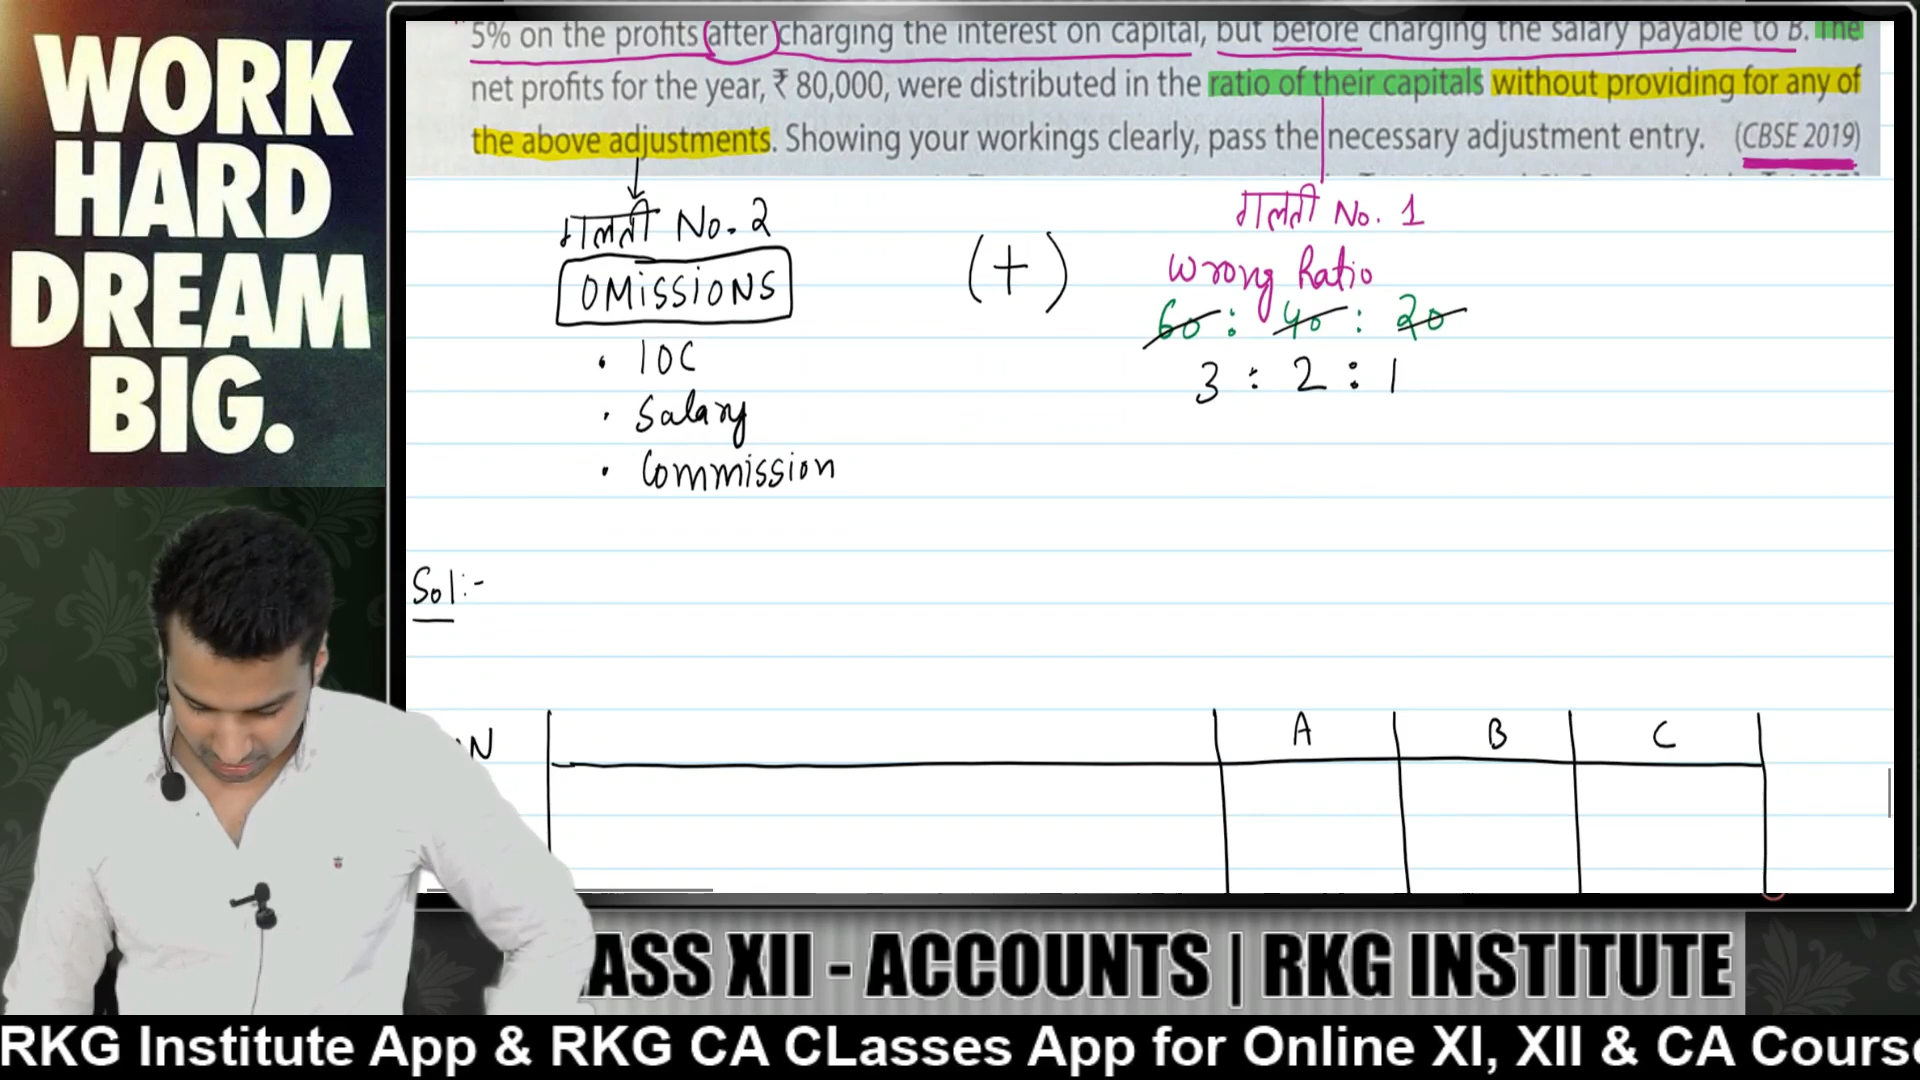 WORK
HARD
DREAM
BIG.
5% on the profits after charging the interest on capital, but before charging the salary payable to B. The
net profits for the year, ₹ 80,000, were distributed in the ratio of their capitals without providing for any of
the above adjustments. Showing your workings clearly, pass the necessary adjustment entry. (CBSE 2019)
गलती No. 2
OMISSIONS
• IOC
• Salary
• Commission
(+)
गलती No. 1
Wrong Ratio
60 : 40 : 20
3 : 2 : 1
Sol:-
N
A B C
ASS XII - ACCOUNTS | RKG INSTITUTE
RKG Institute App & RKG CA CLasses App for Online XI, XII & CA Course